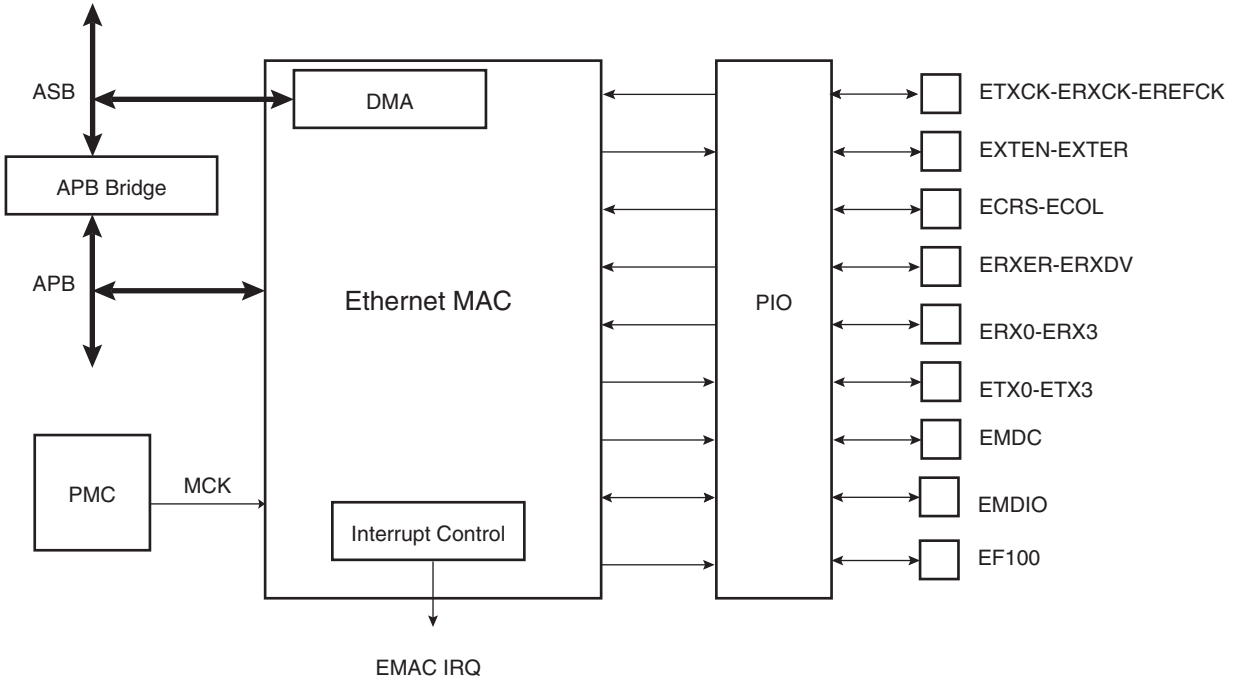 ASB
DMA
ETXCK-ERXCK-EREFCK
EXTEN-EXTER
APB Bridge
ECRS-ECOL
ERXER-ERXDV
APB
Ethernet MAC
PIO
ERX0-ERX3
ETX0-ETX3
EMDC
PMC
MCK
EMDIO
Interrupt Control
EF100
EMAC IRQ